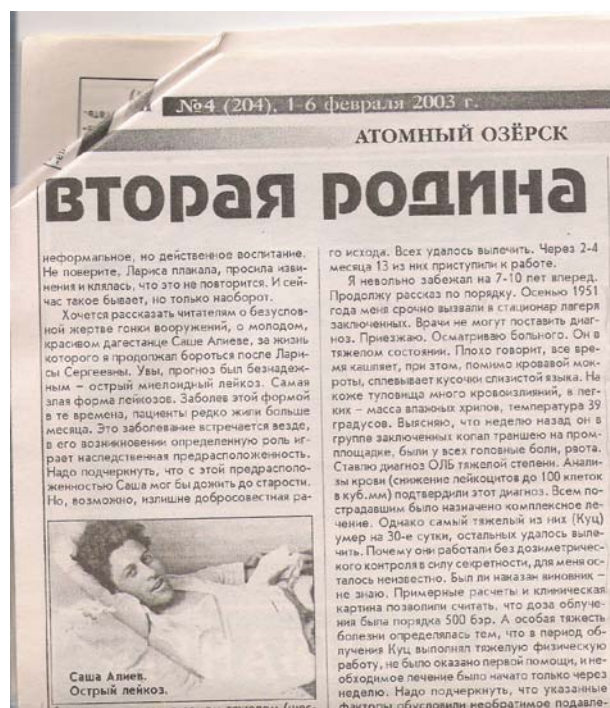 №4 (204), 1-6 февраля 2003 г.
АТОМНЫЙ ОЗЁРСК
вторая родина
неформальное, но действенное воспитание.
Не поверите, Лариса плакала, просила изви-
нения и клялась, что это не повторится. И сей-
час такое бывает, но только наоборот.
Хочется рассказать читателям о безуслов-
ной жертве гонки вооружений, о молодом,
красивом дагестанце Саше Алиеве, за жизнь
которого я продолжал бороться после Лари-
сы Сергеевны. Увы, прогноз был безнадеж-
ным – острый миелоидный лейкоз. Самая
злая форма лейкозов. Заболев этой формой
в те времена, пациенты редко жили больше
месяца. Это заболевание встречается везде,
в его возникновении определенную роль иг-
рает наследственная предрасположенность.
Надо подчеркнуть, что с этой предрасполо-
женностью Саша мог бы дожить до старости.
Но, возможно, излишне добросовестная ра-
Саша Алиев.
Острый лейкоз.
го исхода. Всех удалось вылечить. Через 2-4
месяца 13 из них приступили к работе.
Я невольно забежал на 7-10 лет вперед.
Продолжу рассказ по порядку. Осенью 1951
года меня срочно вызвали в стационар лагеря
заключенных. Врачи не могут поставить диаг-
ноз. Приезжаю. Осматриваю больного. Он в
тяжелом состоянии. Плохо говорит, все вре-
мя кашляет, при этом, помимо кровавой мок-
роты, сплевывает кусочки слизистой языка. На
коже туловища много кровоизлияний, в лег-
ких – масса влажных хрипов, температура 39
градусов. Выясняю, что неделю назад он в
группе заключенных копал траншею на пром-
площадке, были у всех головные боли, рвота.
Ставлю диагноз ОЛБ тяжелой степени. Анали-
зы крови (снижение лейкоцитов до 100 клеток
в куб.мм) подтвердили этот диагноз. Всем по-
страдавшим было назначено комплексное ле-
чение. Однако самый тяжелый из них (Куц)
умер на 30-е сутки, остальных удалось выле-
чить. Почему они работали без дозиметричес-
кого контроля в силу секретности, для меня ос-
талось неизвестно. Был ли наказан виновник –
не знаю. Примерные расчеты и клиническая
картина позволили считать, что доза облуче-
ния была порядка 500 бэр. А особая тяжесть
болезни определялась тем, что в период об-
лучения Куц выполнял тяжелую физическую
работу, не было оказано первой помощи, и не-
обходимое лечение было начато только через
неделю. Надо подчеркнуть, что указанные
факторы обусловили необратимое подавле-